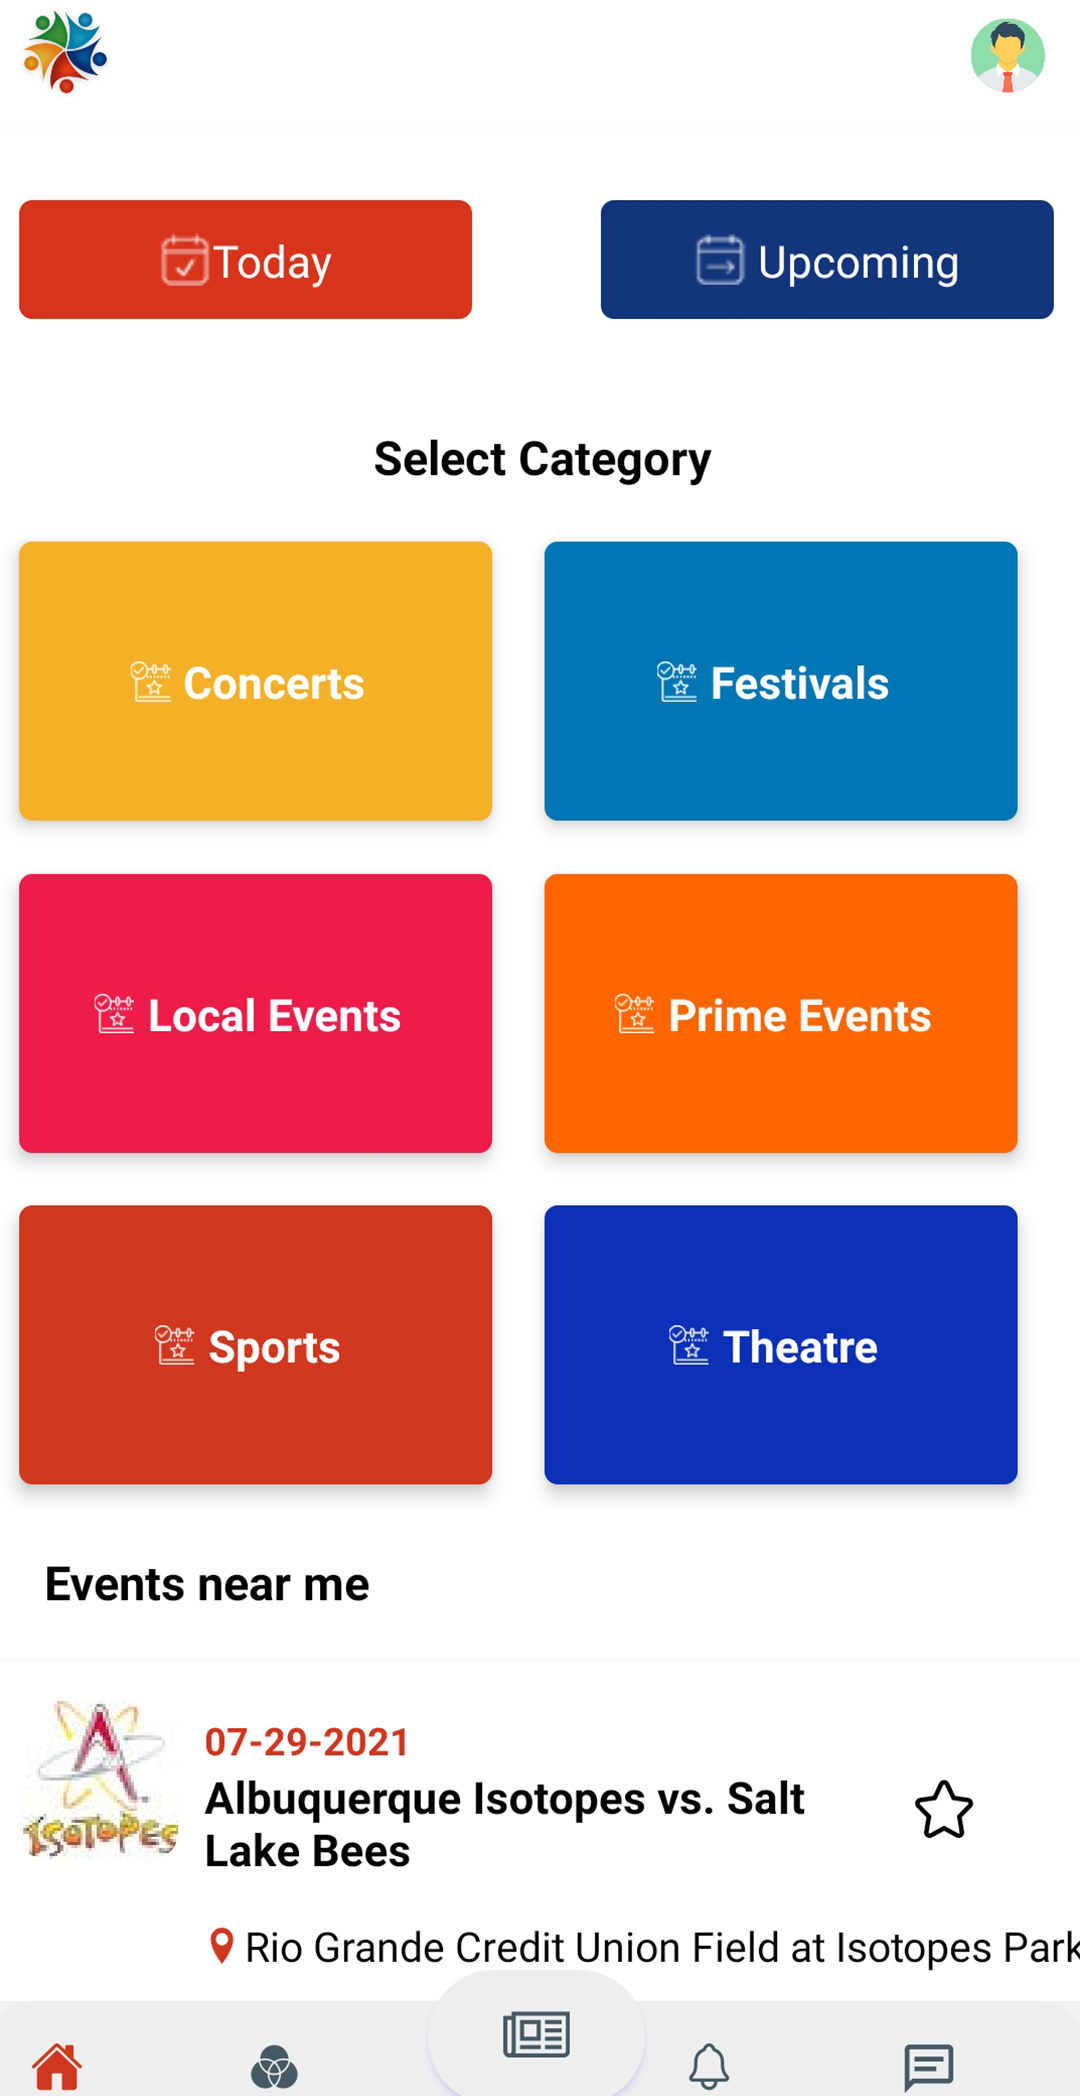 Today
Upcoming
Select Category
Concerts
Festivals
Local Events
Prime Events
Sports
Theatre
Events near me
ISOTOPES
07-29-2021
Albuquerque Isotopes vs. Salt
Lake Bees
Rio Grande Credit Union Field at Isotopes Park